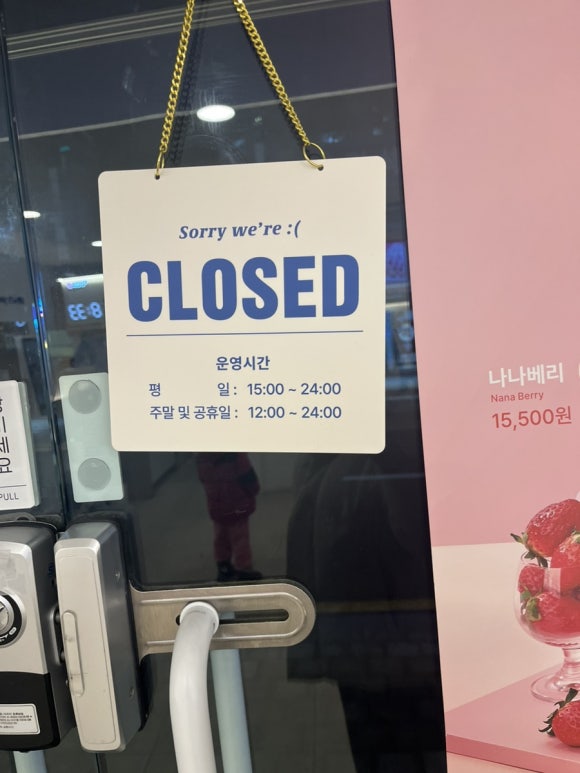 Sorry we're :(
CLOSED
운영시간
평 일 : 15:00 ~ 24:00
주말 및 공휴일 : 12:00 ~ 24:00
나나베리
Nana Berry
15,500원
PULL